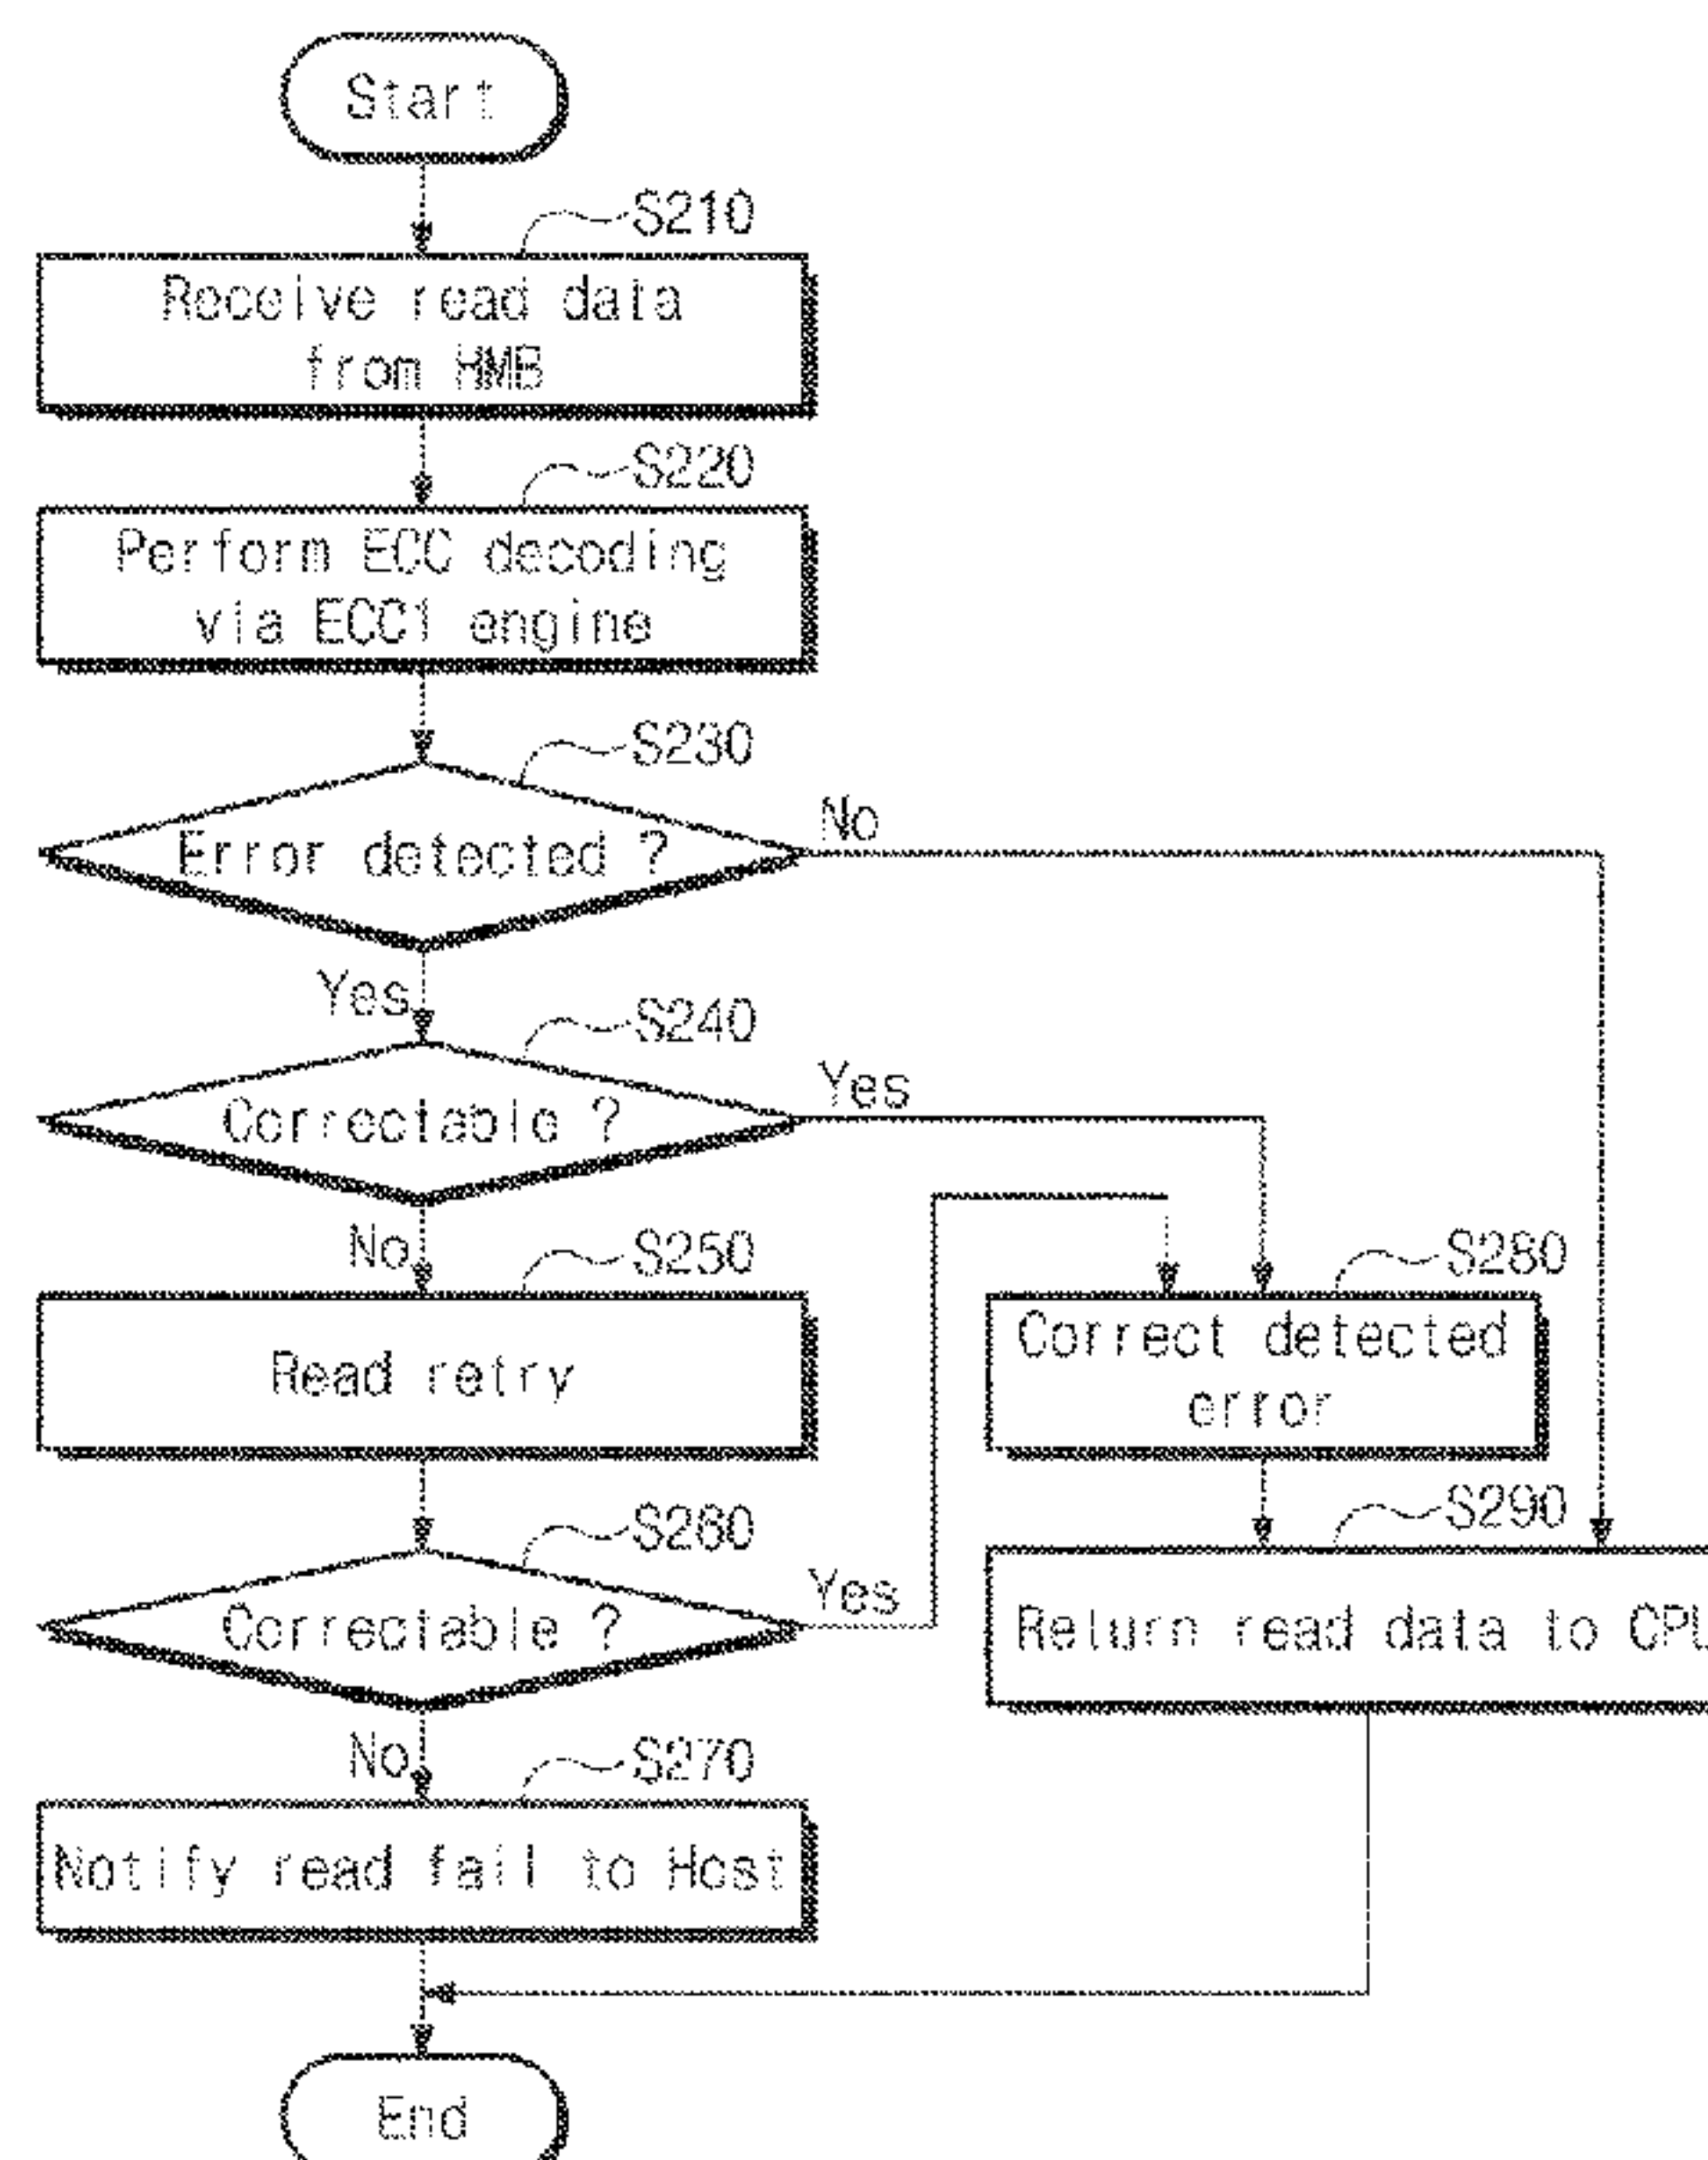 Start
S210
Receive read data
from HMB
S220
Perform ECC decoding
via ECC1 engine
S230
Error detected ?
No
Yes
S240
Correctable ?
Yes
No
S250
Read retry
S280
Correct detected
error
S260
Correctable ?
Yes
S290
Return read data to CPU
No
S270
Notify read fail to Host
End